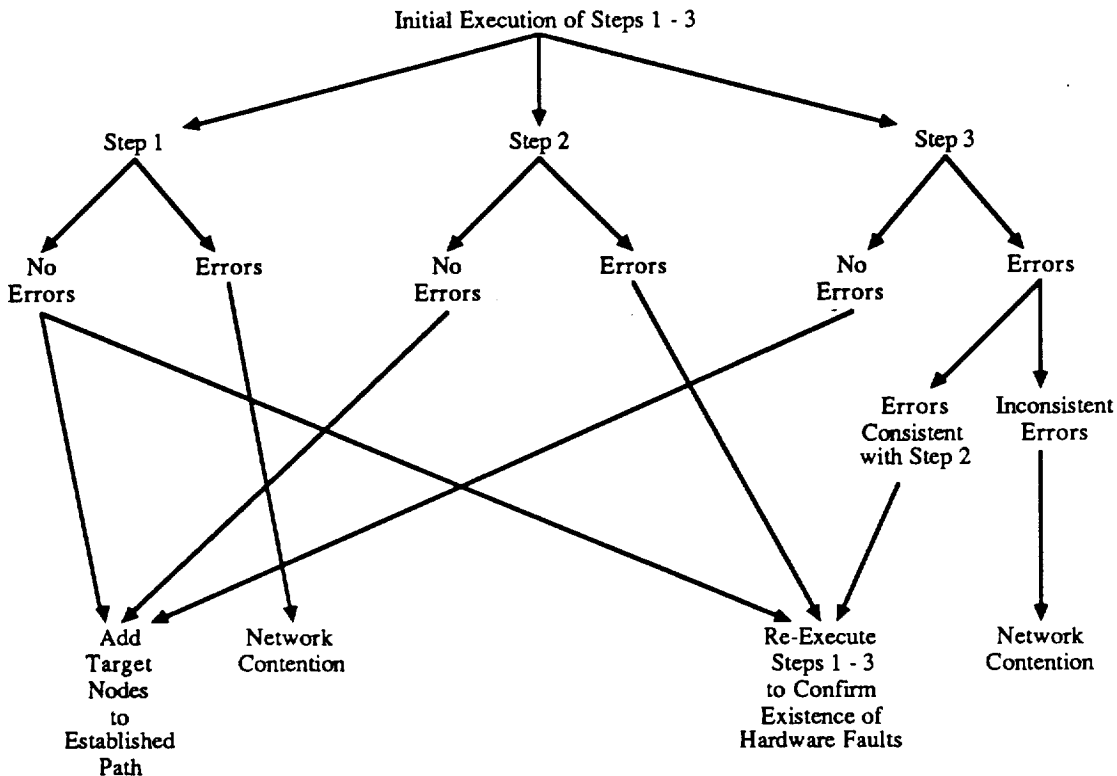 Initial Execution of Steps 1 - 3
Step 1
Step 2
Step 3
No
Errors
Errors
No
Errors
Errors
No
Errors
Errors
Errors
Consistent
with Step 2
Inconsistent
Errors
Add
Target
Nodes
to
Established
Path
Network
Contention
Re-Execute
Steps 1 - 3
to Confirm
Existence of
Hardware Faults
Network
Contention